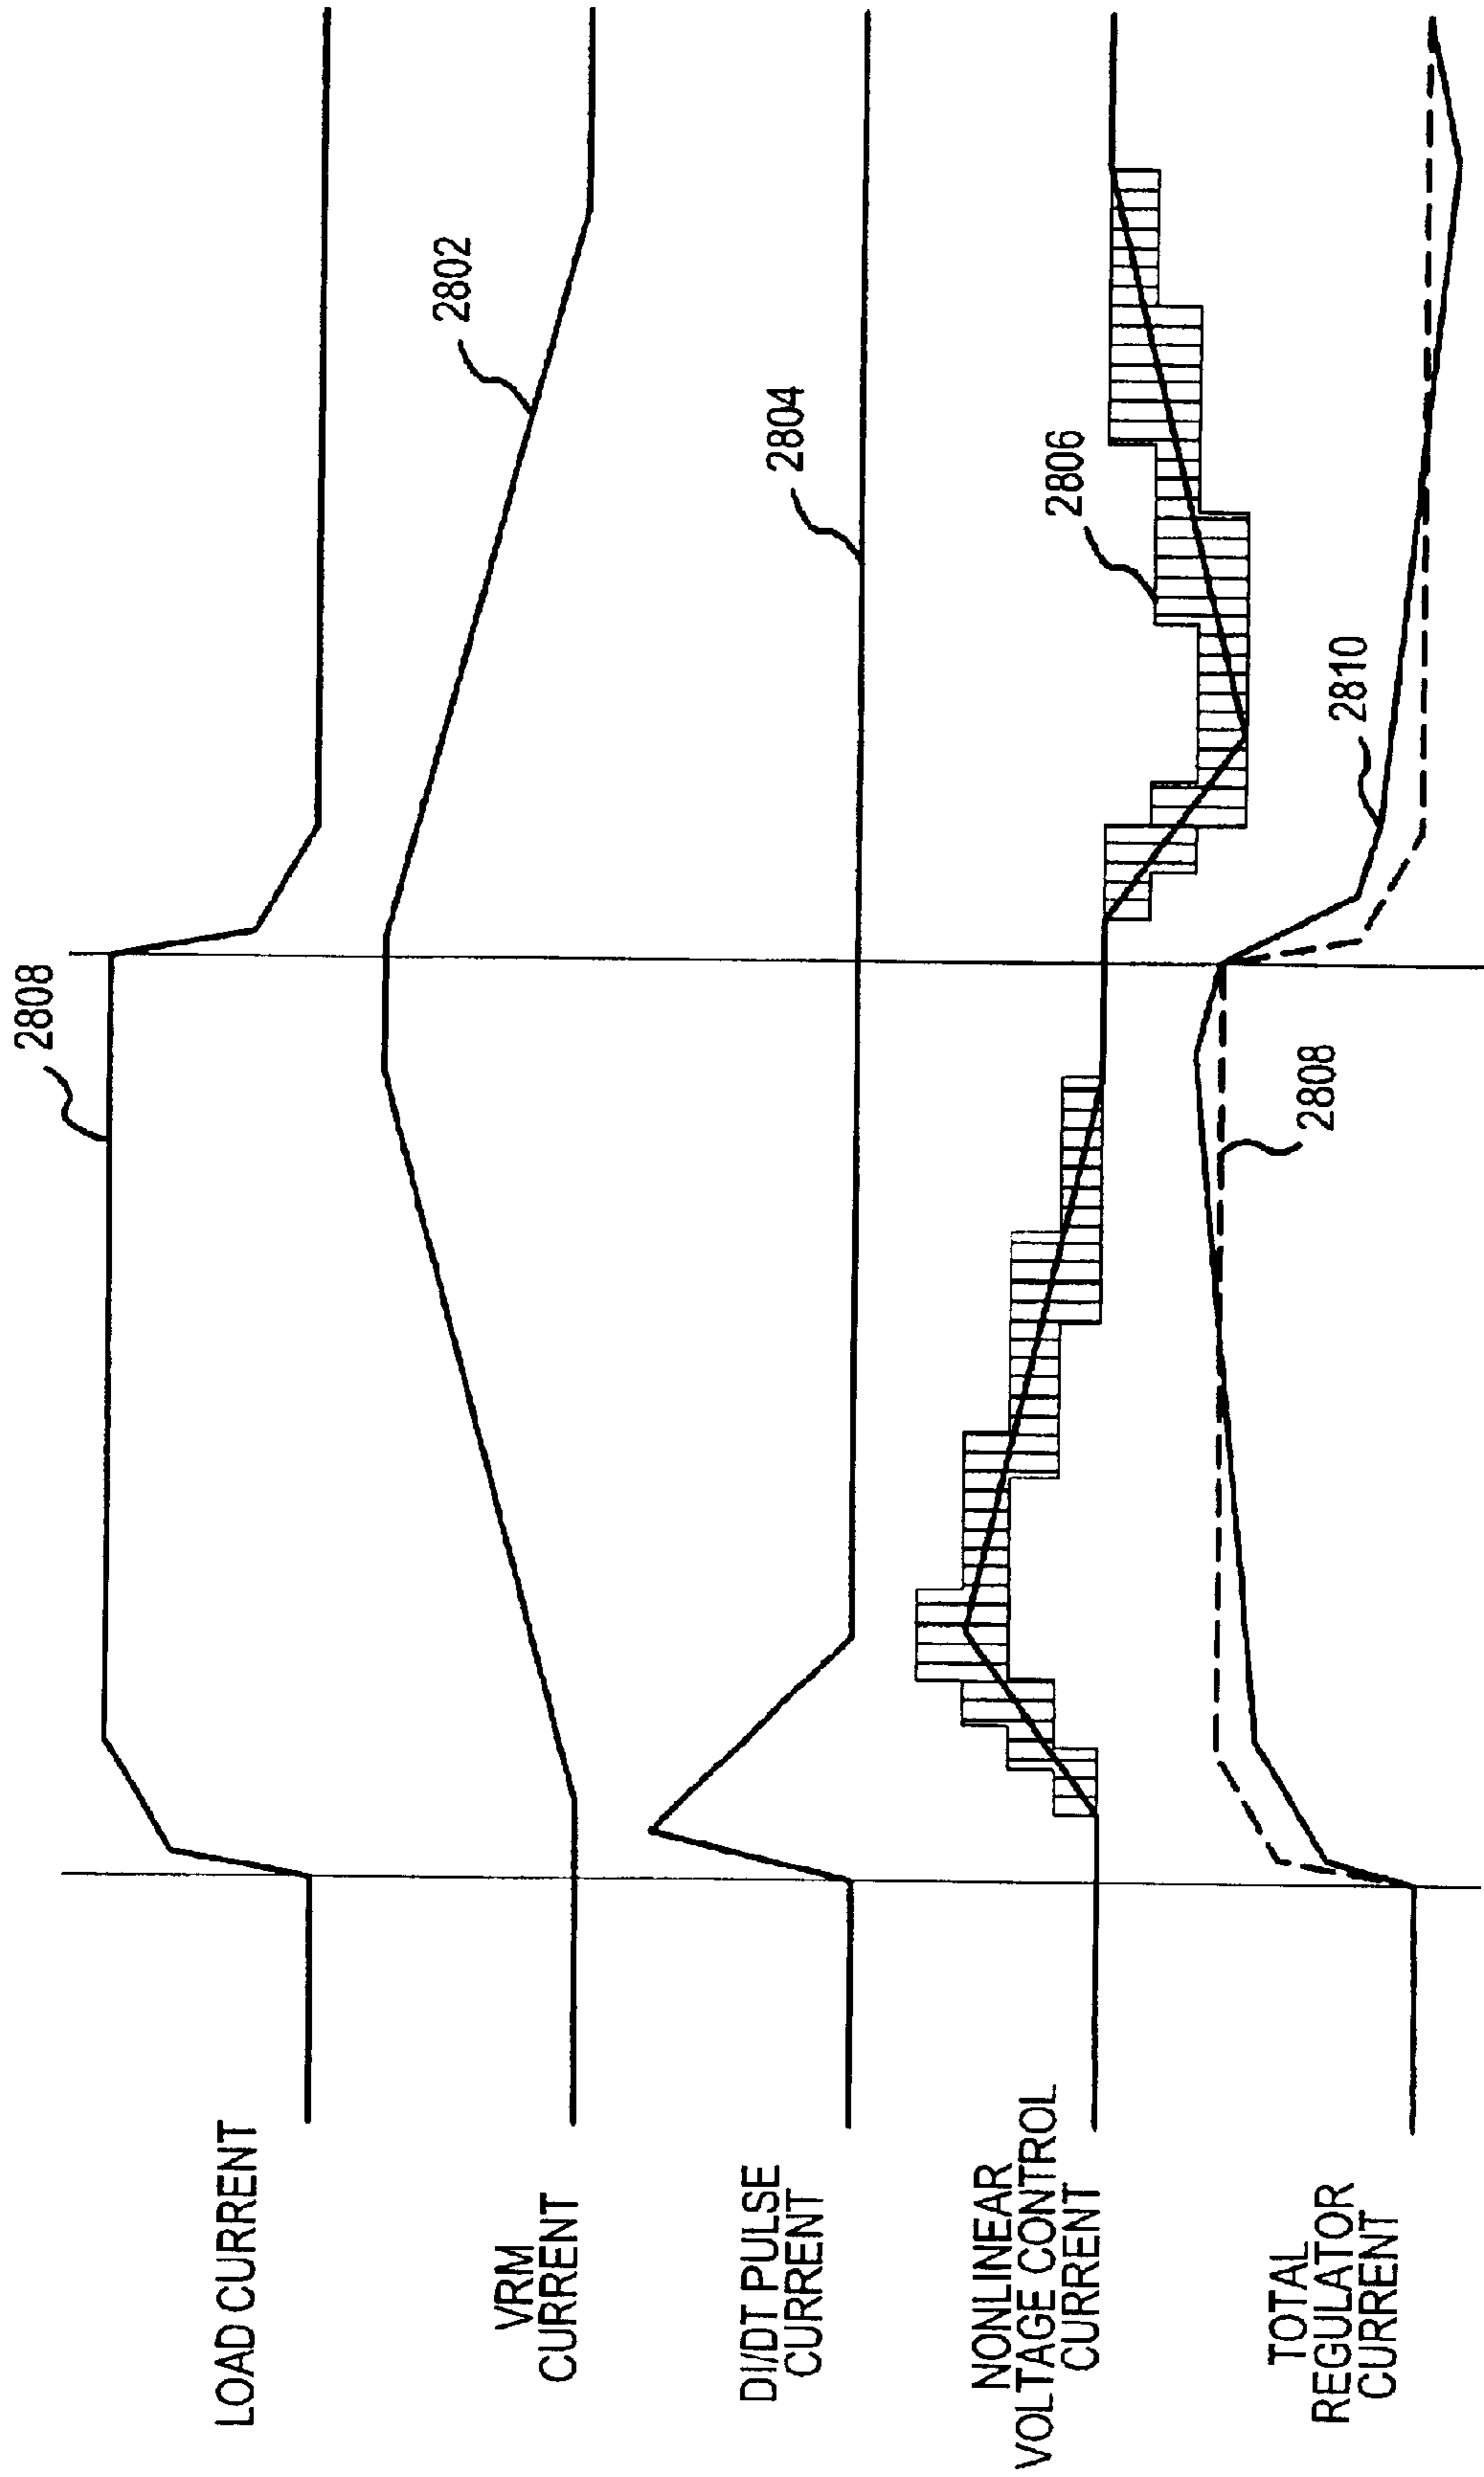 LOAD CURRENT
2808
VRM
CURRENT
2802
DI/DT PULSE
CURRENT
2804
NONLINEAR
VOLTAGE CONTROL
CURRENT
2806
TOTAL
REGULATOR
CURRENT
2808
2810